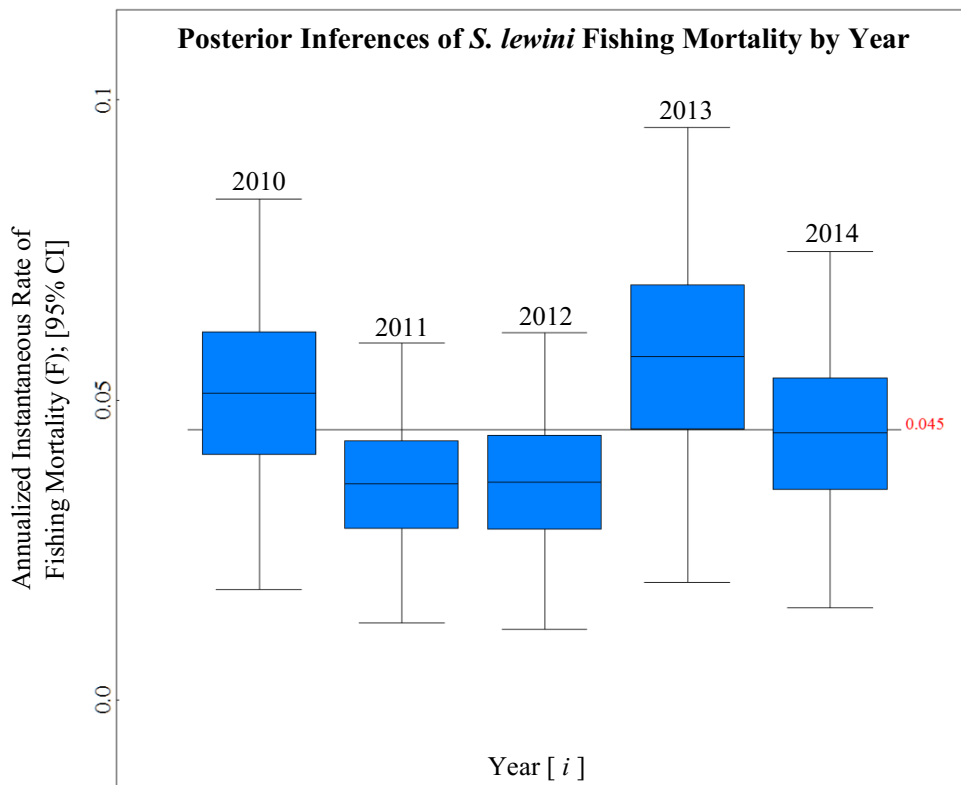 Posterior Inferences of S. lewini Fishing Mortality by Year
0.1
2013
2010
2014
2012
2011
0.05
0.045
0.0
Annualized Instantaneous Rate of
Fishing Mortality (F); [95% CI]
Year [ i ]